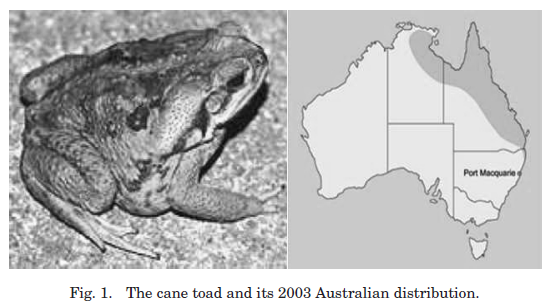 Port Macquarie
Fig. 1. The cane toad and its 2003 Australian distribution.